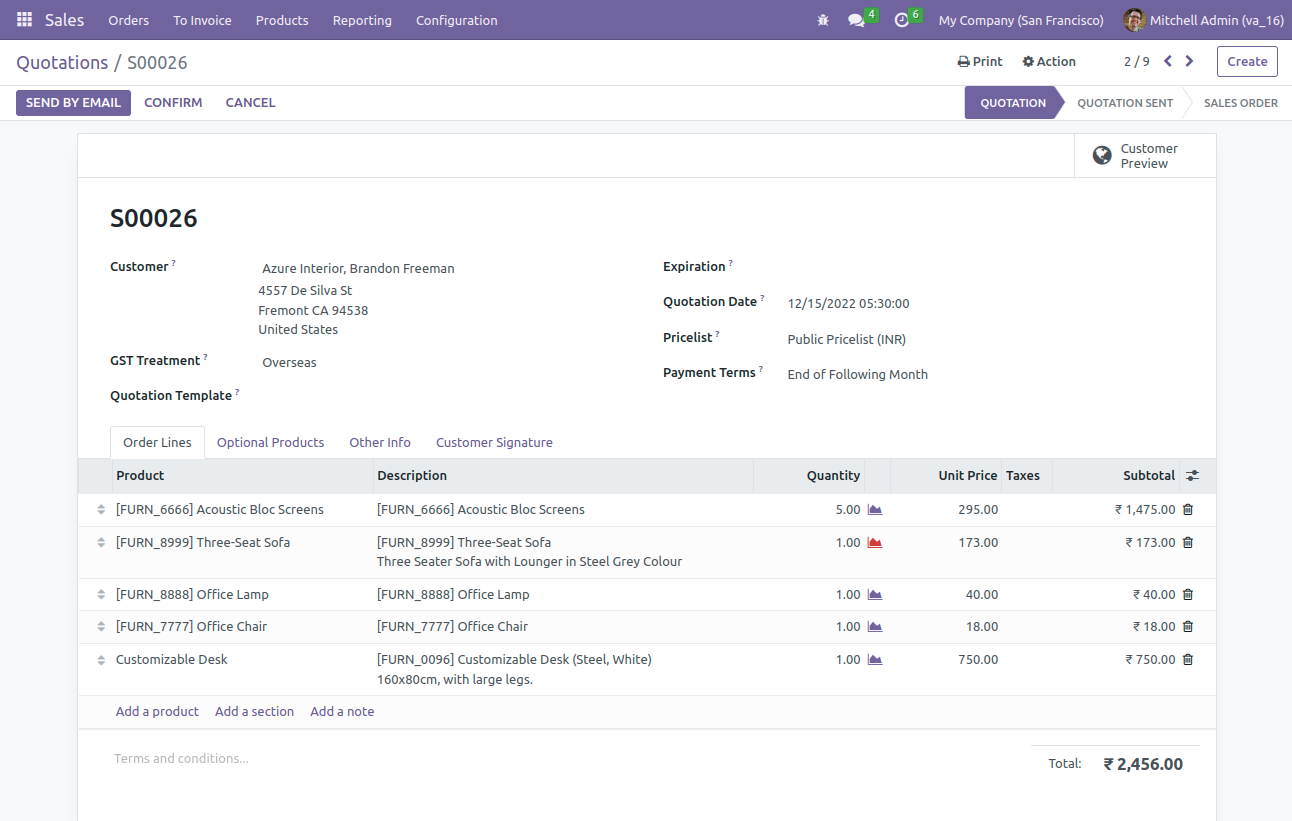 Sales Orders To Invoice Products Reporting Configuration 4 6 My Company (San Francisco) Mitchell Admin (va_16)
Quotations / S00026 Print Action 2 / 9 Create
SEND BY EMAIL CONFIRM CANCEL QUOTATION QUOTATION SENT SALES ORDER
Customer
Preview
S00026
Customer ? Azure Interior, Brandon Freeman
4557 De Silva St
Fremont CA 94538
United States
GST Treatment ? Overseas
Quotation Template ?
Expiration ?
Quotation Date ? 12/15/2022 05:30:00
Pricelist ? Public Pricelist (INR)
Payment Terms ? End of Following Month
Order Lines Optional Products Other Info Customer Signature
Product Description Quantity Unit Price Taxes Subtotal
[FURN_6666] Acoustic Bloc Screens [FURN_6666] Acoustic Bloc Screens 5.00 295.00 ₹ 1,475.00
[FURN_8999] Three-Seat Sofa [FURN_8999] Three-Seat Sofa 1.00 173.00 ₹ 173.00
Three Seater Sofa with Lounger in Steel Grey Colour
[FURN_8888] Office Lamp [FURN_8888] Office Lamp 1.00 40.00 ₹ 40.00
[FURN_7777] Office Chair [FURN_7777] Office Chair 1.00 18.00 ₹ 18.00
Customizable Desk [FURN_0096] Customizable Desk (Steel, White) 1.00 750.00 ₹ 750.00
160x80cm, with large legs.
Add a product Add a section Add a note
Terms and conditions...
Total: ₹ 2,456.00